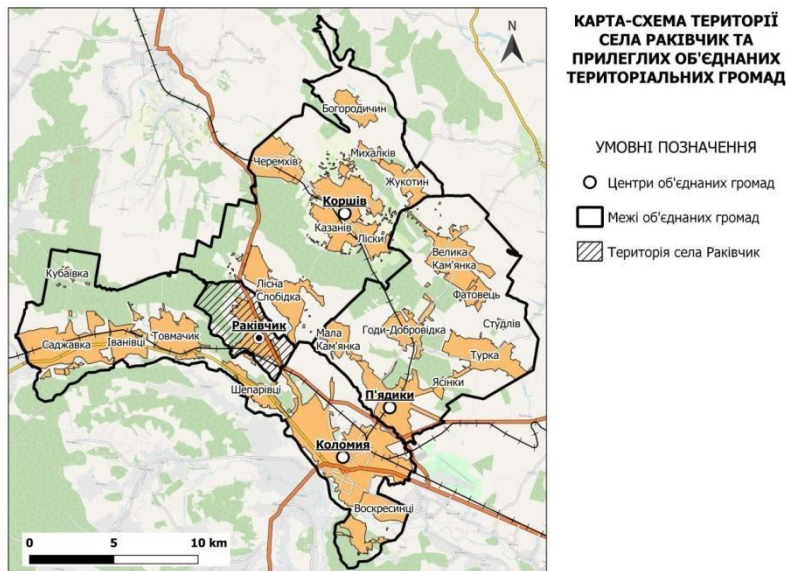 КАРТА-СХЕМА ТЕРИТОРІЇ
СЕЛА РАКІВЧИК ТА
ПРИЛЕГЛИХ ОБ'ЄДНАНИХ
ТЕРИТОРІАЛЬНИХ ГРОМАД
УМОВНІ ПОЗНАЧЕННЯ
Центри об'єднаних громад
Межі об'єднаних громад
Територія села Раківчик
N
Богородичин
Михалків
Черемхів
Жукотин
Коршів
Казанів
Ліски
Велика
Кам'янка
Кубаївка
Лісна
Слобідка
Фатовець
Студлів
Раківчик
Мала
Кам'янка
Годи-Добровідка
Турка
Саджавка
Іванівці
Товмачик
Ясінки
Шепарівці
П'ядики
Коломия
Воскресинці
0 5 10 km